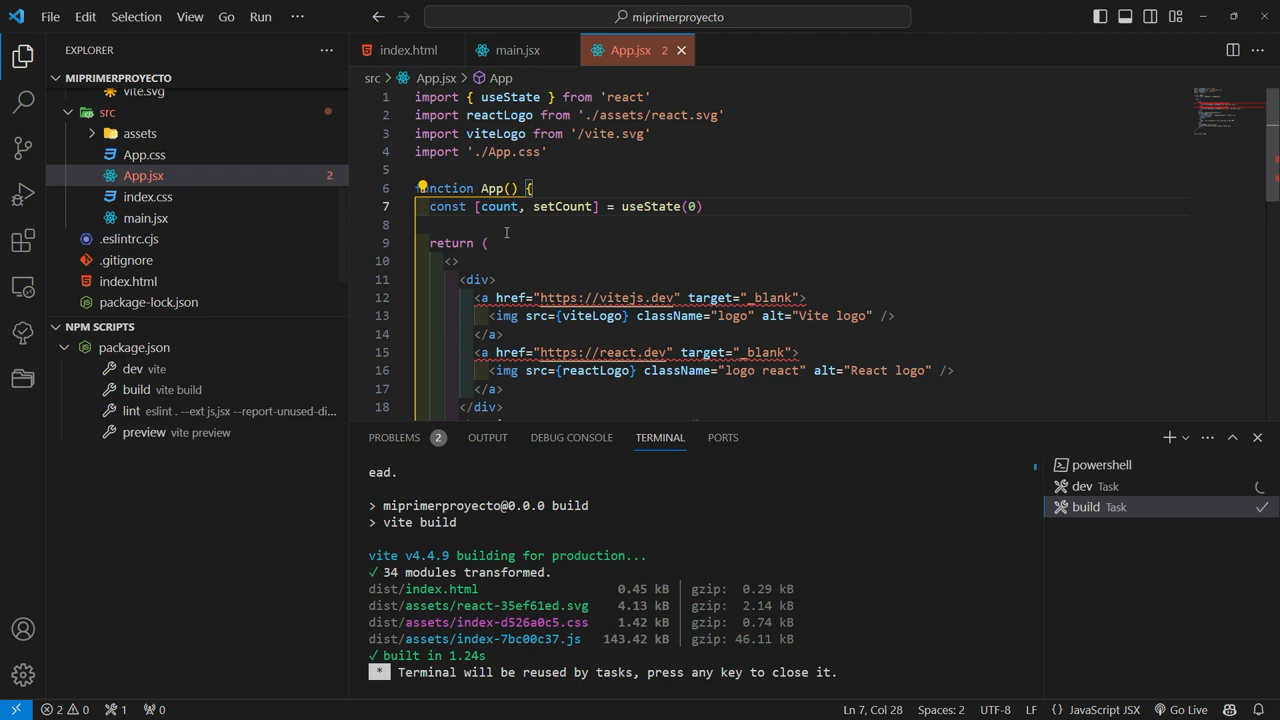 File Edit Selection View Go Run ···
miprimerproyecto
EXPLORER
MIPRIMERPROYECTO
vite.svg
src
assets
App.css
App.jsx 2
index.css
main.jsx
.eslintrc.cjs
.gitignore
index.html
package-lock.json
NPM SCRIPTS
package.json
dev vite
build vite build
lint eslint . --ext js,jsx --report-unused-di...
preview vite preview
index.html main.jsx App.jsx 2
src > App.jsx > App
1 import { useState } from 'react'
2 import reactLogo from './assets/react.svg'
3 import viteLogo from '/vite.svg'
4 import './App.css'
5
6 function App() {
7 const [count, setCount] = useState(0)
8
9 return (
10 <>
11 <div>
12 <a href="https://vitejs.dev" target="_blank">
13 <img src={viteLogo} className="logo" alt="Vite logo" />
14 </a>
15 <a href="https://react.dev" target="_blank">
16 <img src={reactLogo} className="logo react" alt="React logo" />
17 </a>
18 </div>
PROBLEMS 2 OUTPUT DEBUG CONSOLE TERMINAL PORTS
ead.
> miprimerproyecto@0.0.0 build
> vite build
vite v4.4.9 building for production...
✓ 34 modules transformed.
dist/index.html 0.45 kB │ gzip: 0.29 kB
dist/assets/react-35ef61ed.svg 4.13 kB │ gzip: 2.14 kB
dist/assets/index-d526a0c5.css 1.42 kB │ gzip: 0.74 kB
dist/assets/index-7bc00c37.js 143.42 kB │ gzip: 46.11 kB
✓ built in 1.24s
* Terminal will be reused by tasks, press any key to close it.
powershell
dev Task
build Task
2 0 1 0 Ln 7, Col 28 Spaces: 2 UTF-8 LF {} JavaScript JSX Go Live